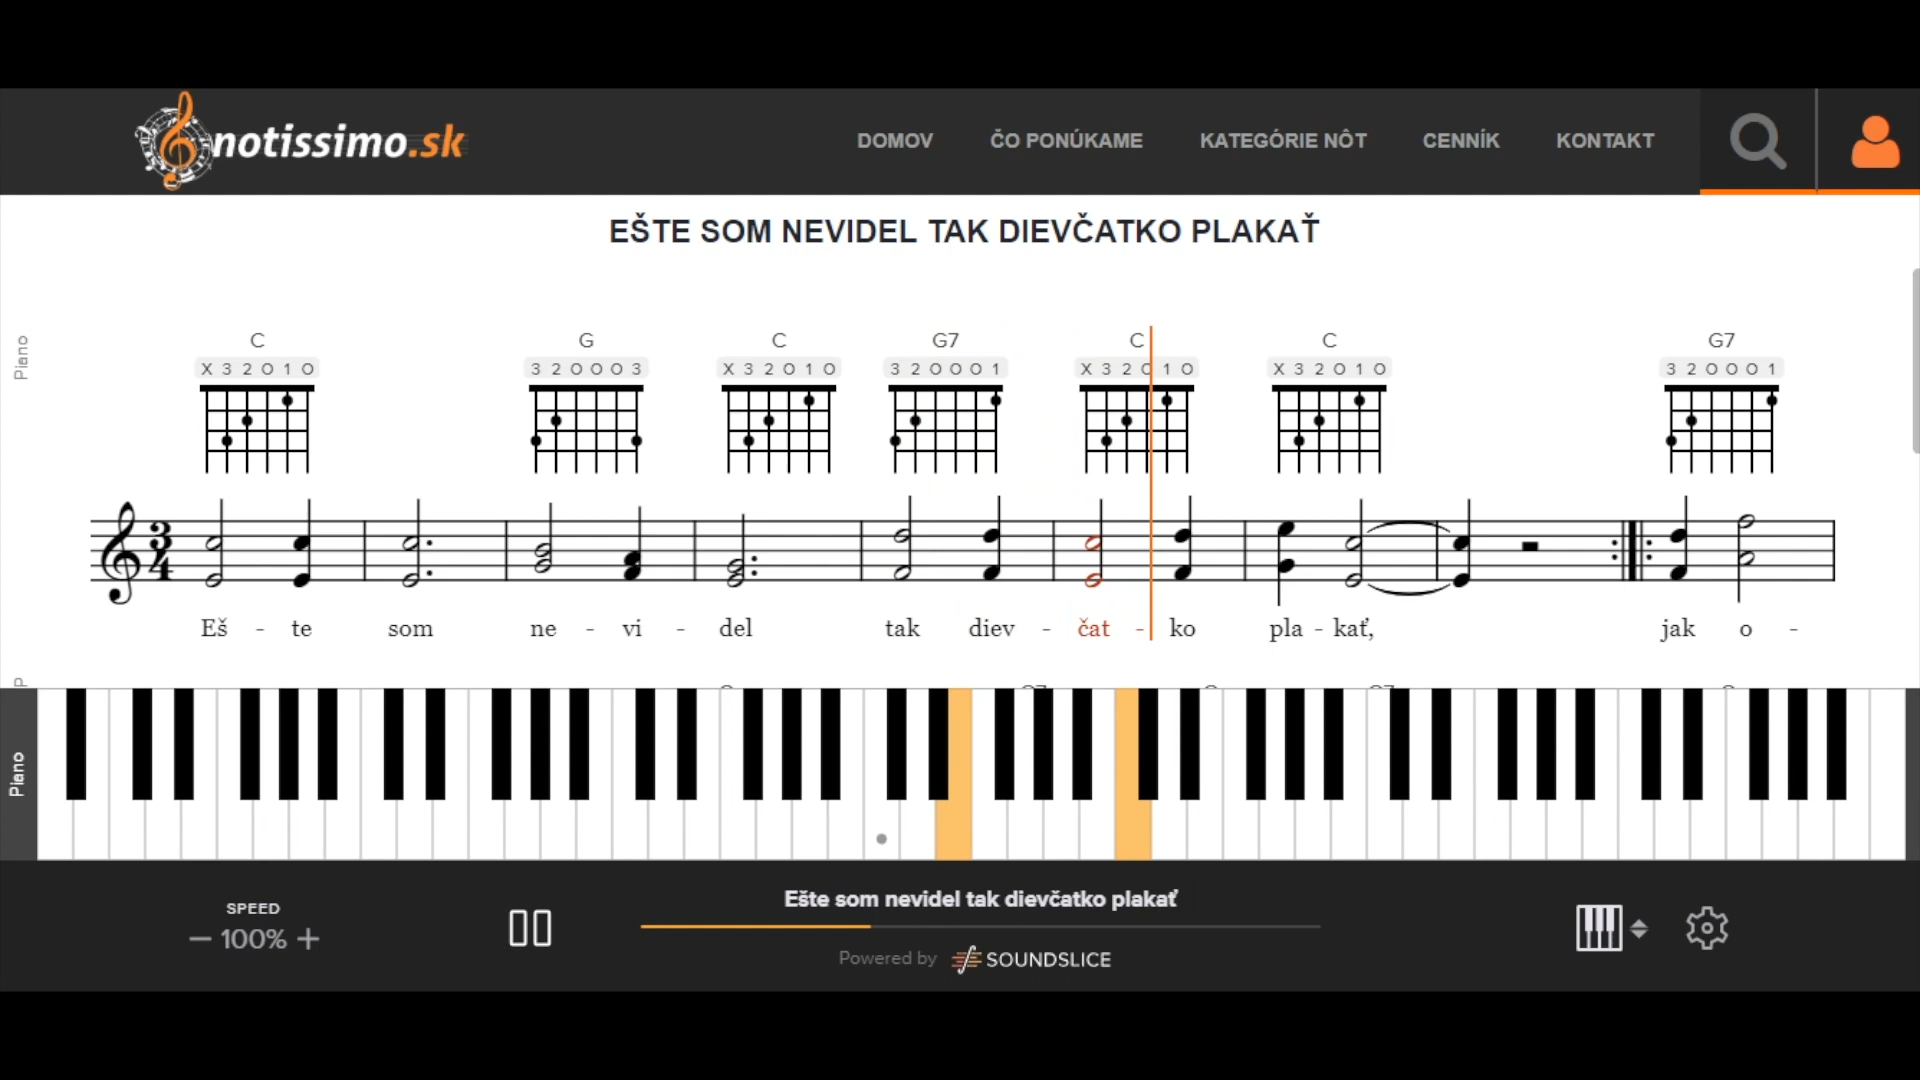 notissimo.sk
DOMOV ČO PONÚKAME KATEGÓRIE NÔT CENNÍK KONTAKT
EŠTE SOM NEVIDEL TAK DIEVČATKO PLAKAŤ
Piano
C G C G7 C C G7
X 3 2 0 1 0 3 2 0 0 0 3 X 3 2 0 1 0 3 2 0 0 0 1 X 3 2 0 1 0 X 3 2 0 1 0 3 2 0 0 0 1
3
4
Eš - te som ne - vi - del tak diev - čat - ko pla - kať, jak o -
Piano
SPEED
— 100% +
Ešte som nevidel tak dievčatko plakať
Powered by SOUNDSLICE